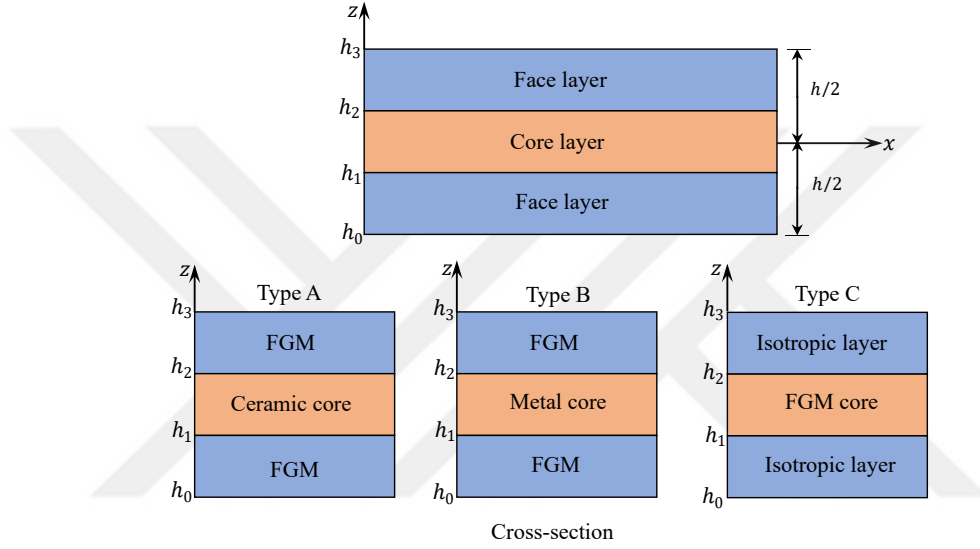 z
h₃
Face layer
h/2
h₂
Core layer
x
h₁
h/2
Face layer
h₀
z
Type A
h₃
FGM
h₂
Ceramic core
h₁
FGM
h₀
z
Type B
h₃
FGM
h₂
Metal core
h₁
FGM
h₀
z
Type C
h₃
Isotropic layer
h₂
FGM core
h₁
Isotropic layer
h₀
Cross-section